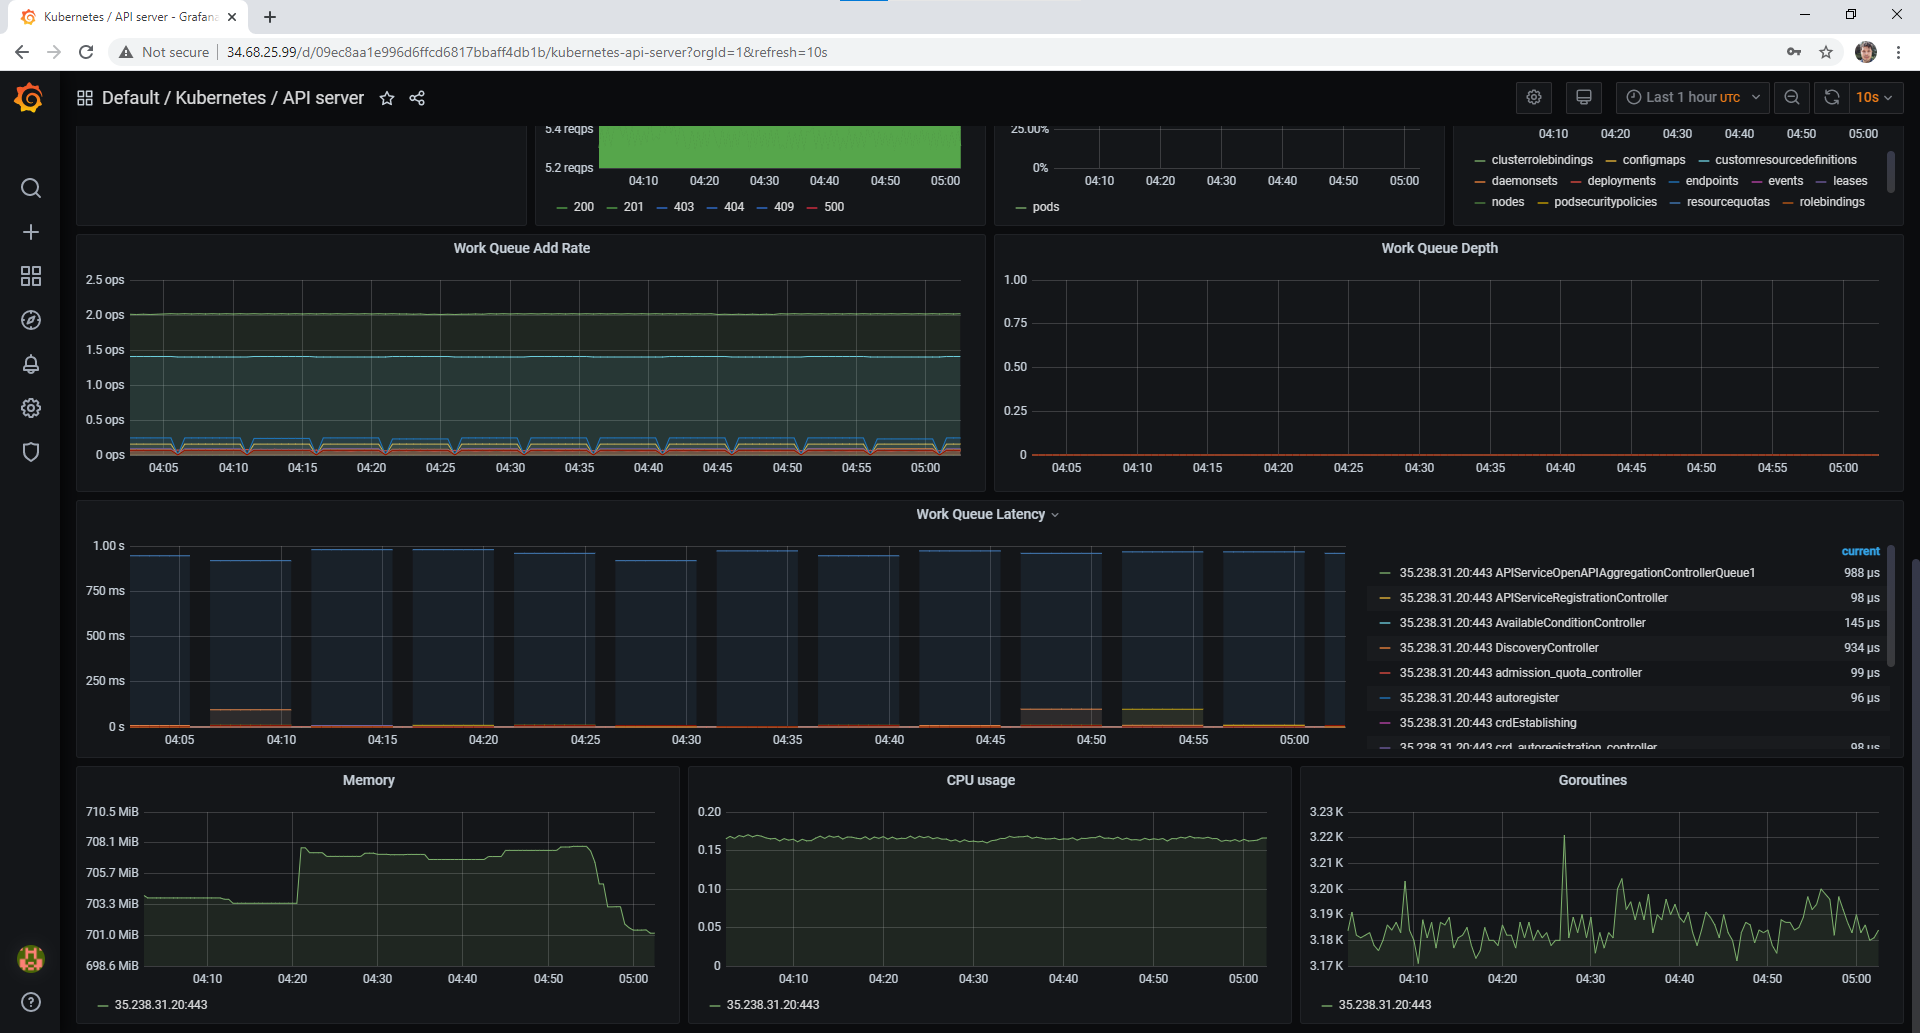 Kubernetes / API server - Grafana
Not secure
34.68.25.99/d/09ec8aa1e996d6ffcd6817bbaff4db1b/kubernetes-api-server?orgId=1&refresh=10s
Default / Kubernetes / API server
Last 1 hour UTC
10s
5.4 reqps
5.2 reqps
04:10 04:20 04:30 04:40 04:50 05:00
200 201 403 404 409 500
25.00%
0%
04:10 04:20 04:30 04:40 04:50 05:00
pods
04:10 04:20 04:30 04:40 04:50 05:00
clusterrolebindings configmaps customresourcedefinitions
daemonsets deployments endpoints events leases
nodes podsecuritypolicies resourcequotas rolebindings
Work Queue Add Rate
2.5 ops
2.0 ops
1.5 ops
1.0 ops
0.5 ops
0 ops
04:05 04:10 04:15 04:20 04:25 04:30 04:35 04:40 04:45 04:50 04:55 05:00
Work Queue Depth
1.00
0.75
0.50
0.25
0
04:05 04:10 04:15 04:20 04:25 04:30 04:35 04:40 04:45 04:50 04:55 05:00
Work Queue Latency
1.00 s
750 ms
500 ms
250 ms
0 s
04:05 04:10 04:15 04:20 04:25 04:30 04:35 04:40 04:45 04:50 04:55 05:00
current
35.238.31.20:443 APIServiceOpenAPIAggregationControllerQueue1 988 µs
35.238.31.20:443 APIServiceRegistrationController 98 µs
35.238.31.20:443 AvailableConditionController 145 µs
35.238.31.20:443 DiscoveryController 934 µs
35.238.31.20:443 admission_quota_controller 99 µs
35.238.31.20:443 autoregister 96 µs
35.238.31.20:443 crdEstablishing
35.238.31.20:443 crd_autoregistration_controller 98 µs
Memory
710.5 MiB
708.1 MiB
705.7 MiB
703.3 MiB
701.0 MiB
698.6 MiB
04:10 04:20 04:30 04:40 04:50 05:00
35.238.31.20:443
CPU usage
0.20
0.15
0.10
0.05
0
04:10 04:20 04:30 04:40 04:50 05:00
35.238.31.20:443
Goroutines
3.23 K
3.22 K
3.21 K
3.20 K
3.19 K
3.18 K
3.17 K
04:10 04:20 04:30 04:40 04:50 05:00
35.238.31.20:443